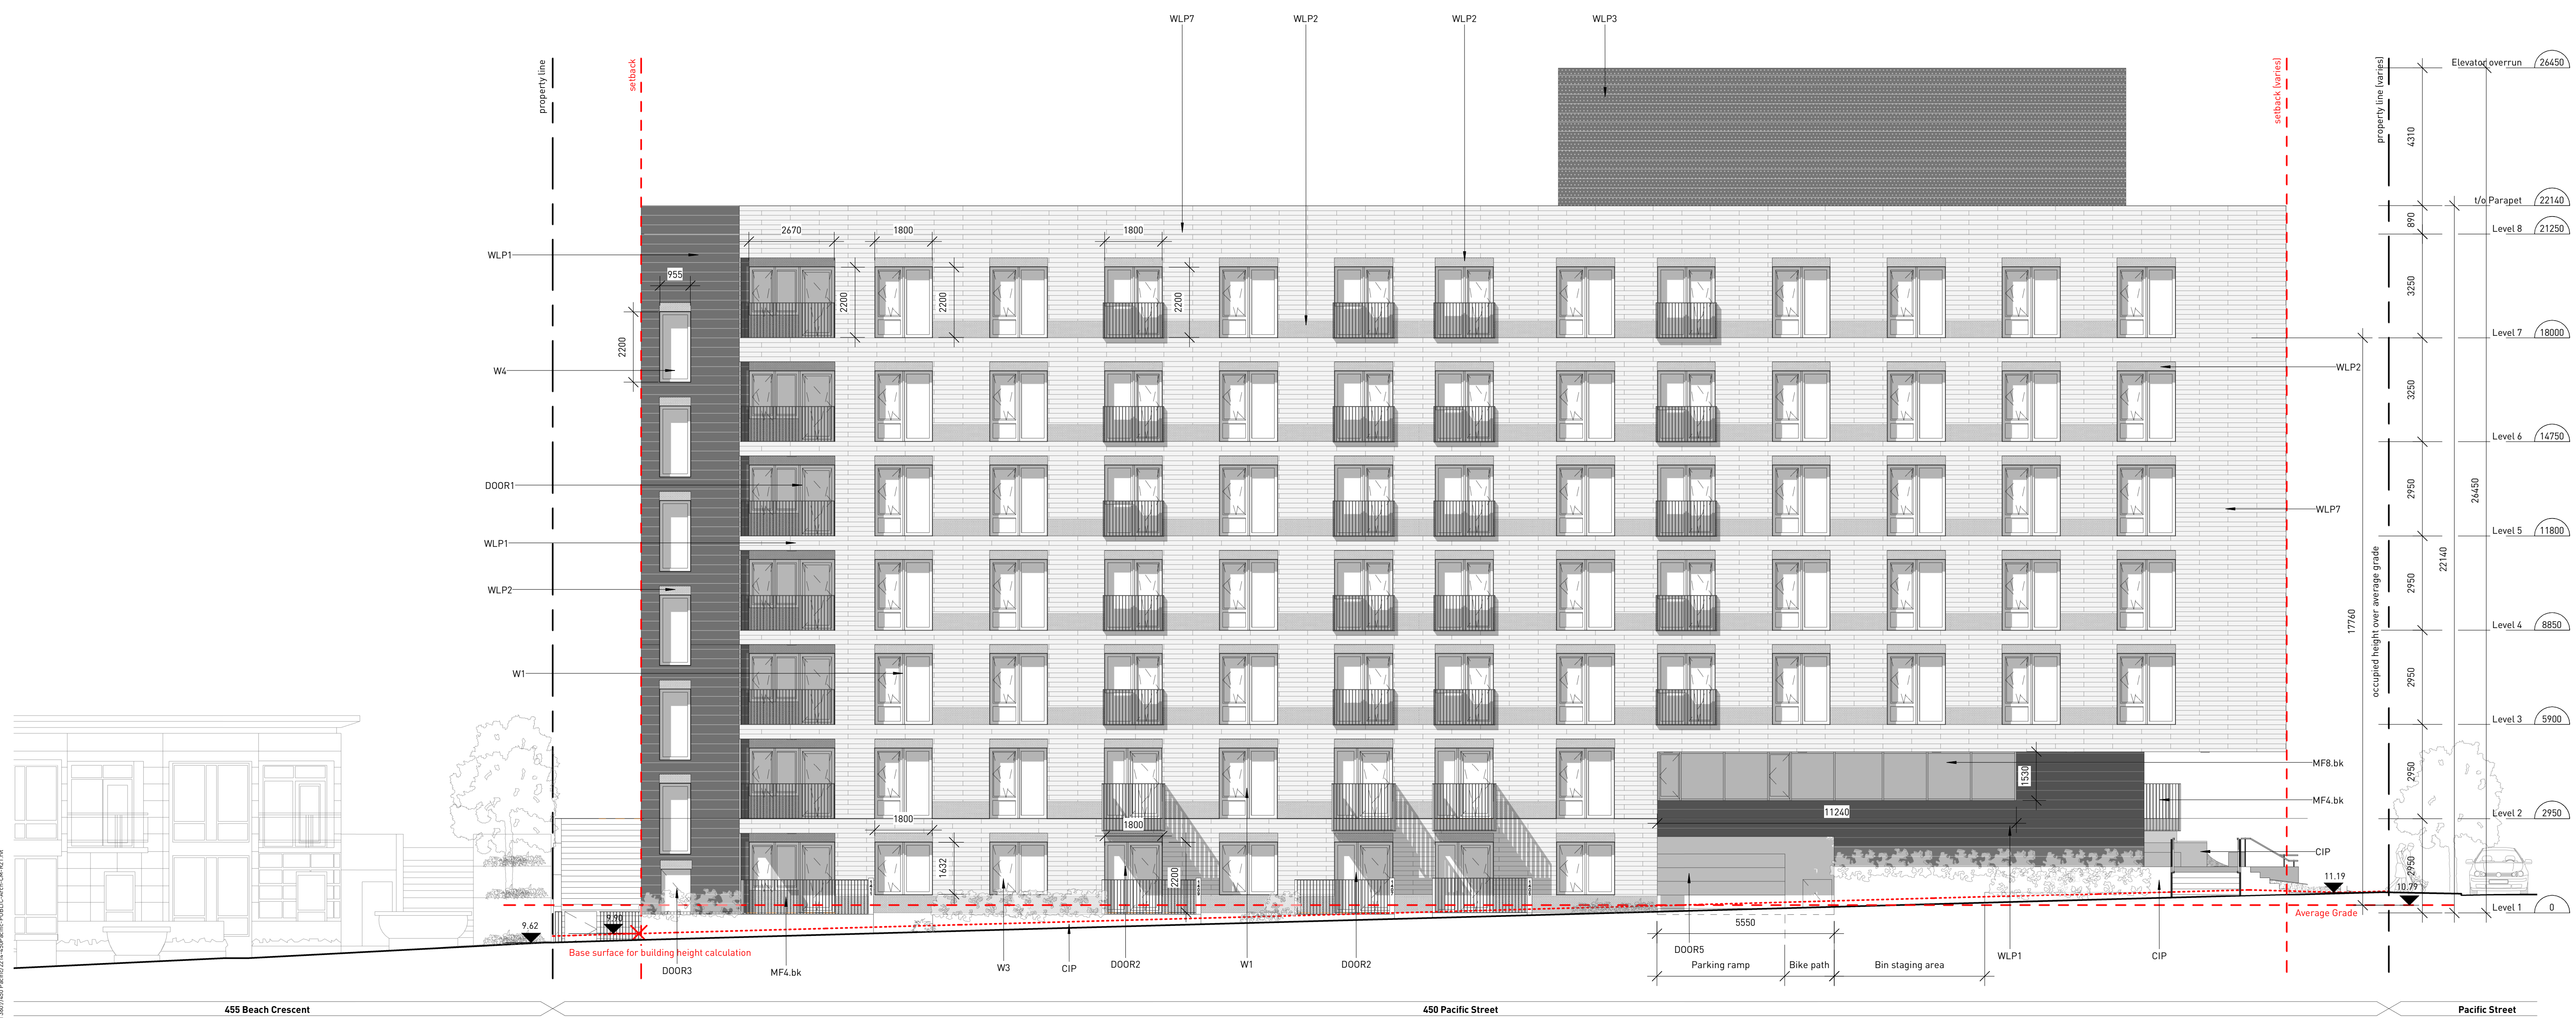 WLP7
WLP2
WLP2
WLP3
property line
setback
setback (varies)
property line (varies)
Elevator overrun
26450
4310
t/o Parapet
22140
890
Level 8
21250
2670
1800
1800
WLP1
955
2200
2200
2200
3250
2200
Level 7
18000
W4
WLP2
3250
Level 6
14750
DOOR1
2950
26450
WLP7
Level 5
11800
WLP1
22140
occupied height over average grade
2950
WLP2
17760
Level 4
8850
W1
2950
Level 3
5900
MF8.bk
1530
2950
MF4.bk
11240
1800
1800
Level 2
2950
CIP
1632
2200
2950
11.19
10.79
Level 1
0
Average Grade
9.62
9.90
Base surface for building height calculation
5550
DOOR3
MF4.bk
W3
CIP
DOOR2
W1
DOOR2
DOOR5
WLP1
CIP
Parking ramp
Bike path
Bin staging area
455 Beach Crescent
450 Pacific Street
Pacific Street